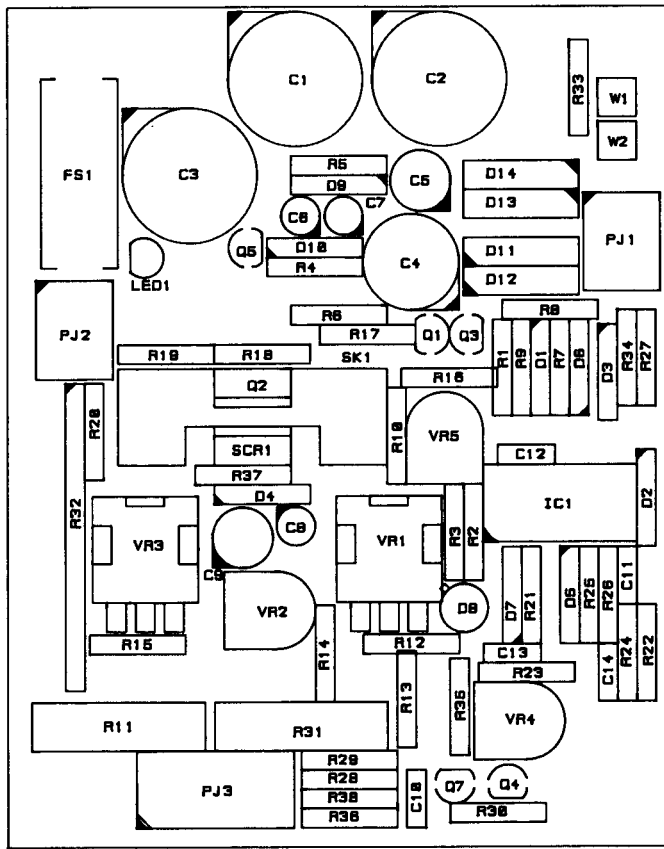 C1
C2
R33
W1
W2
FS1
C3
R5
D9
C5
D14
D13
C6
C7
PJ1
Q5
D10
R4
C4
D11
D12
LED1
PJ2
R6
R17
Q1
Q3
R8
R1
R9
D1
R7
D6
D3
R34
R27
R19
R18
SK1
R16
Q2
R20
R10
VR5
SCR1
R37
C12
D4
R32
VR3
C9
C8
VR1
R3
R2
IC1
D2
VR2
D8
D7
R21
D5
R25
R26
C11
R15
R14
R12
C13
R23
C14
R24
R22
R13
R35
VR4
R11
R31
PJ3
R29
R28
R38
R36
C10
Q7
Q4
R30